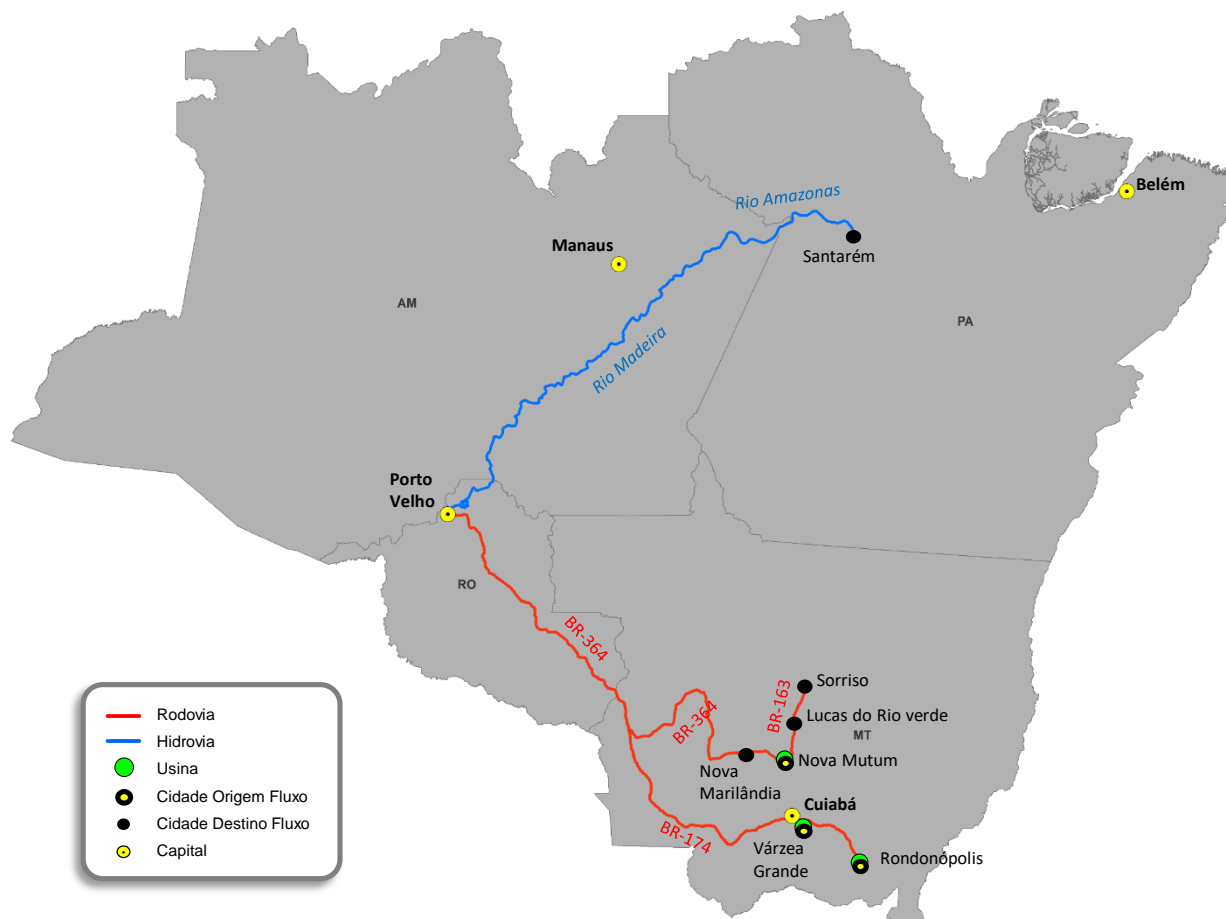 Rio Amazonas
Belém
Manaus
Santarém
AM
PA
Rio Madeira
Porto
Velho
RO
BR-364
BR-364
BR-163
Sorriso
Lucas do Rio verde
MT
Nova
Marilândia
Nova Mutum
Cuiabá
BR-174
Várzea
Grande
Rondonópolis
Rodovia
Hidrovia
Usina
Cidade Origem Fluxo
Cidade Destino Fluxo
Capital